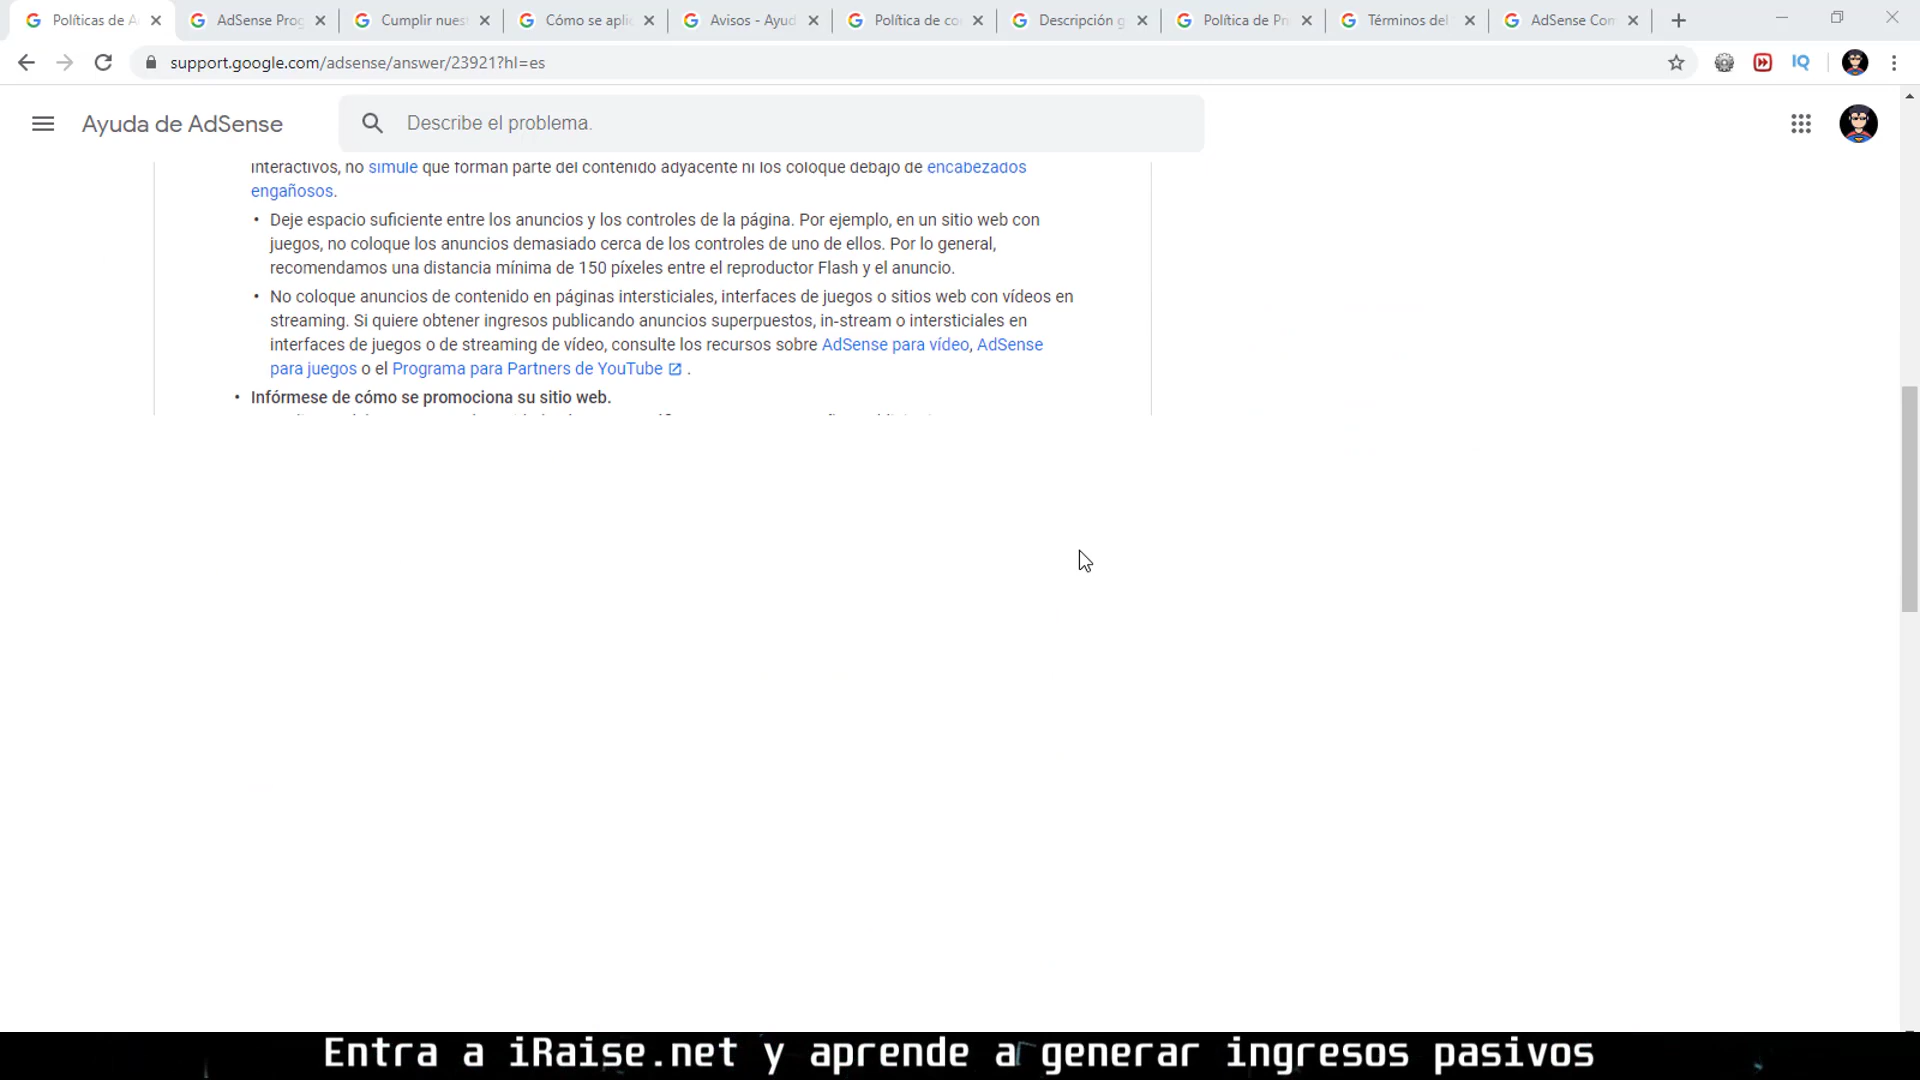 Políticas de A
AdSense Prog
Cumplir nuest
Cómo se aplic
Avisos - Ayud
Política de co
Descripción g
Política de Pr
Términos del
AdSense Com
support.google.com/adsense/answer/23921?hl=es
IQ
Ayuda de AdSense
Describe el problema.
interactivos, no simule que forman parte del contenido adyacente ni los coloque debajo de encabezados
engañosos.
• Deje espacio suficiente entre los anuncios y los controles de la página. Por ejemplo, en un sitio web con
juegos, no coloque los anuncios demasiado cerca de los controles de uno de ellos. Por lo general,
recomendamos una distancia mínima de 150 píxeles entre el reproductor Flash y el anuncio.
• No coloque anuncios de contenido en páginas intersticiales, interfaces de juegos o sitios web con vídeos en
streaming. Si quiere obtener ingresos publicando anuncios superpuestos, in-stream o intersticiales en
interfaces de juegos o de streaming de vídeo, consulte los recursos sobre AdSense para vídeo, AdSense
para juegos o el Programa para Partners de YouTube .
• Infórmese de cómo se promociona su sitio web.
Entra a iRaise.net y aprende a generar ingresos pasivos